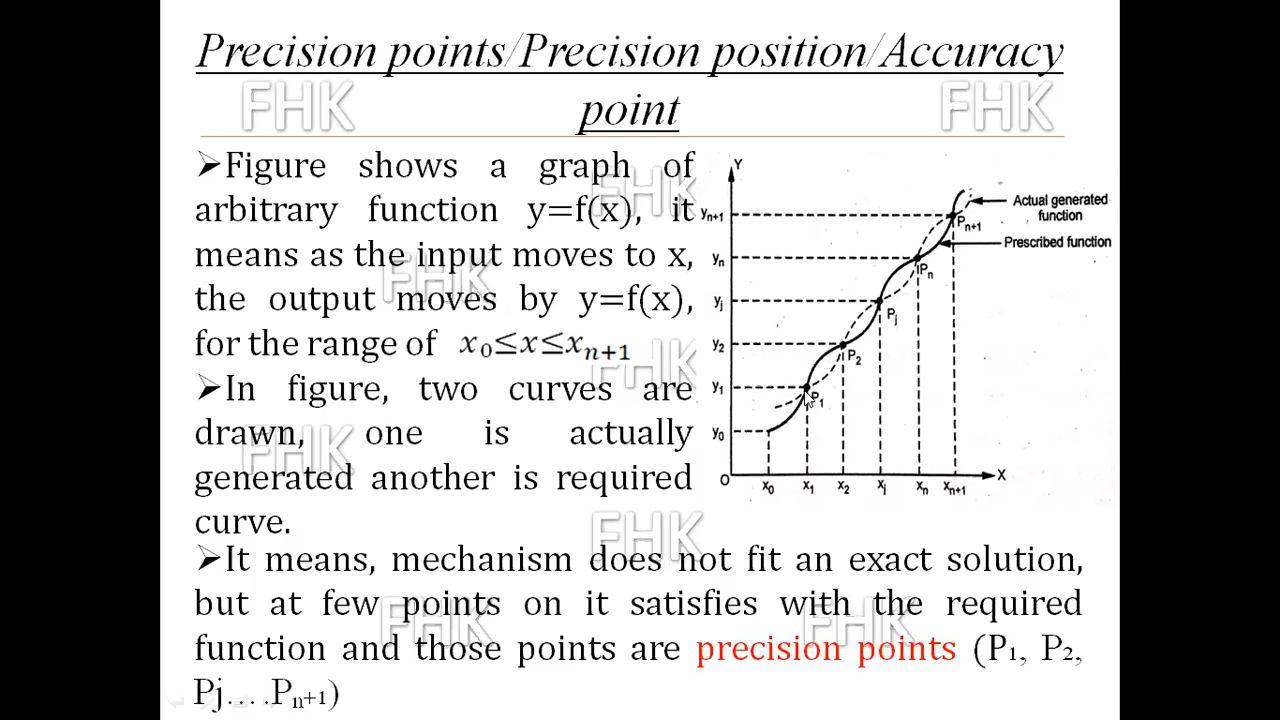 Precision points/Precision position/Accuracy
point
➢Figure shows a graph of
arbitrary function y=f(x), it
means as the input moves to x,
the output moves by y=f(x),
for the range of x₀≤x≤xₙ₊₁
➢In figure, two curves are
drawn, one is actually
generated another is required
curve.
➢It means, mechanism does not fit an exact solution,
but at few points on it satisfies with the required
function and those points are precision points (P₁, P₂,
Pj….Pₙ₊₁)
Y
Actual generated
function
Prescribed function
yₙ₊₁
yₙ
yⱼ
y₂
y₁
y₀
Pₙ₊₁
Pₙ
Pⱼ
P₂
P₁
O
x₀ x₁ x₂ xⱼ xₙ xₙ₊₁
X
FHK
FHK
FHK
FHK
FHK
FHK
FHK
FHK
FHK